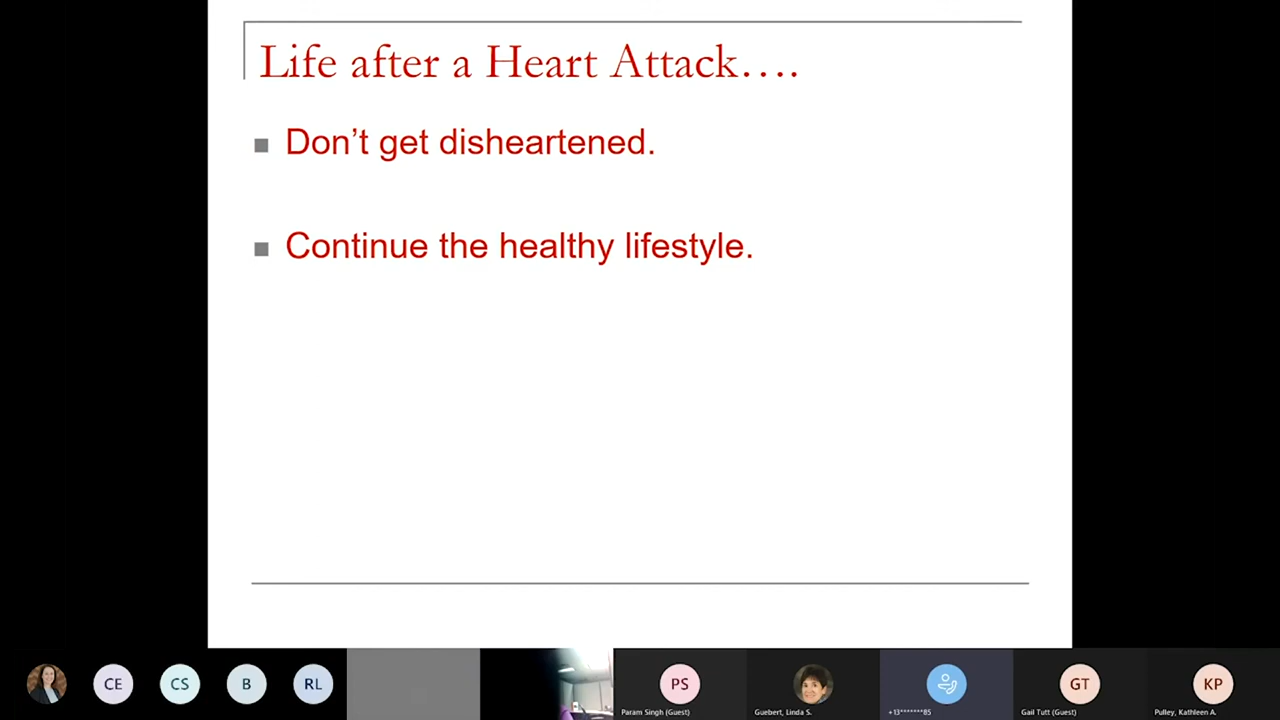 Life after a Heart Attack….
Don’t get disheartened.
Continue the healthy lifestyle.
CE
CS
B
RL
PS
GT
KP
Param Singh (Guest)
Guebert, Linda S.
+13*******85
Gail Tutt (Guest)
Pulley, Kathleen A.